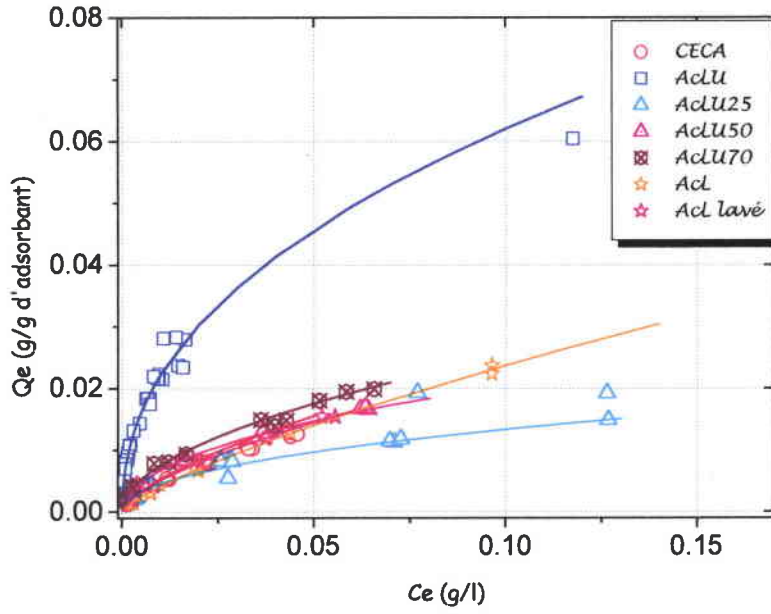 0.08
0.06
0.04
0.02
0.00
Qe (g/g d'adsorbant)
CECA
AcLU
AcLU25
AcLU50
AcLU70
AcL
AcL lavé
0.00
0.05
0.10
0.15
Ce (g/l)